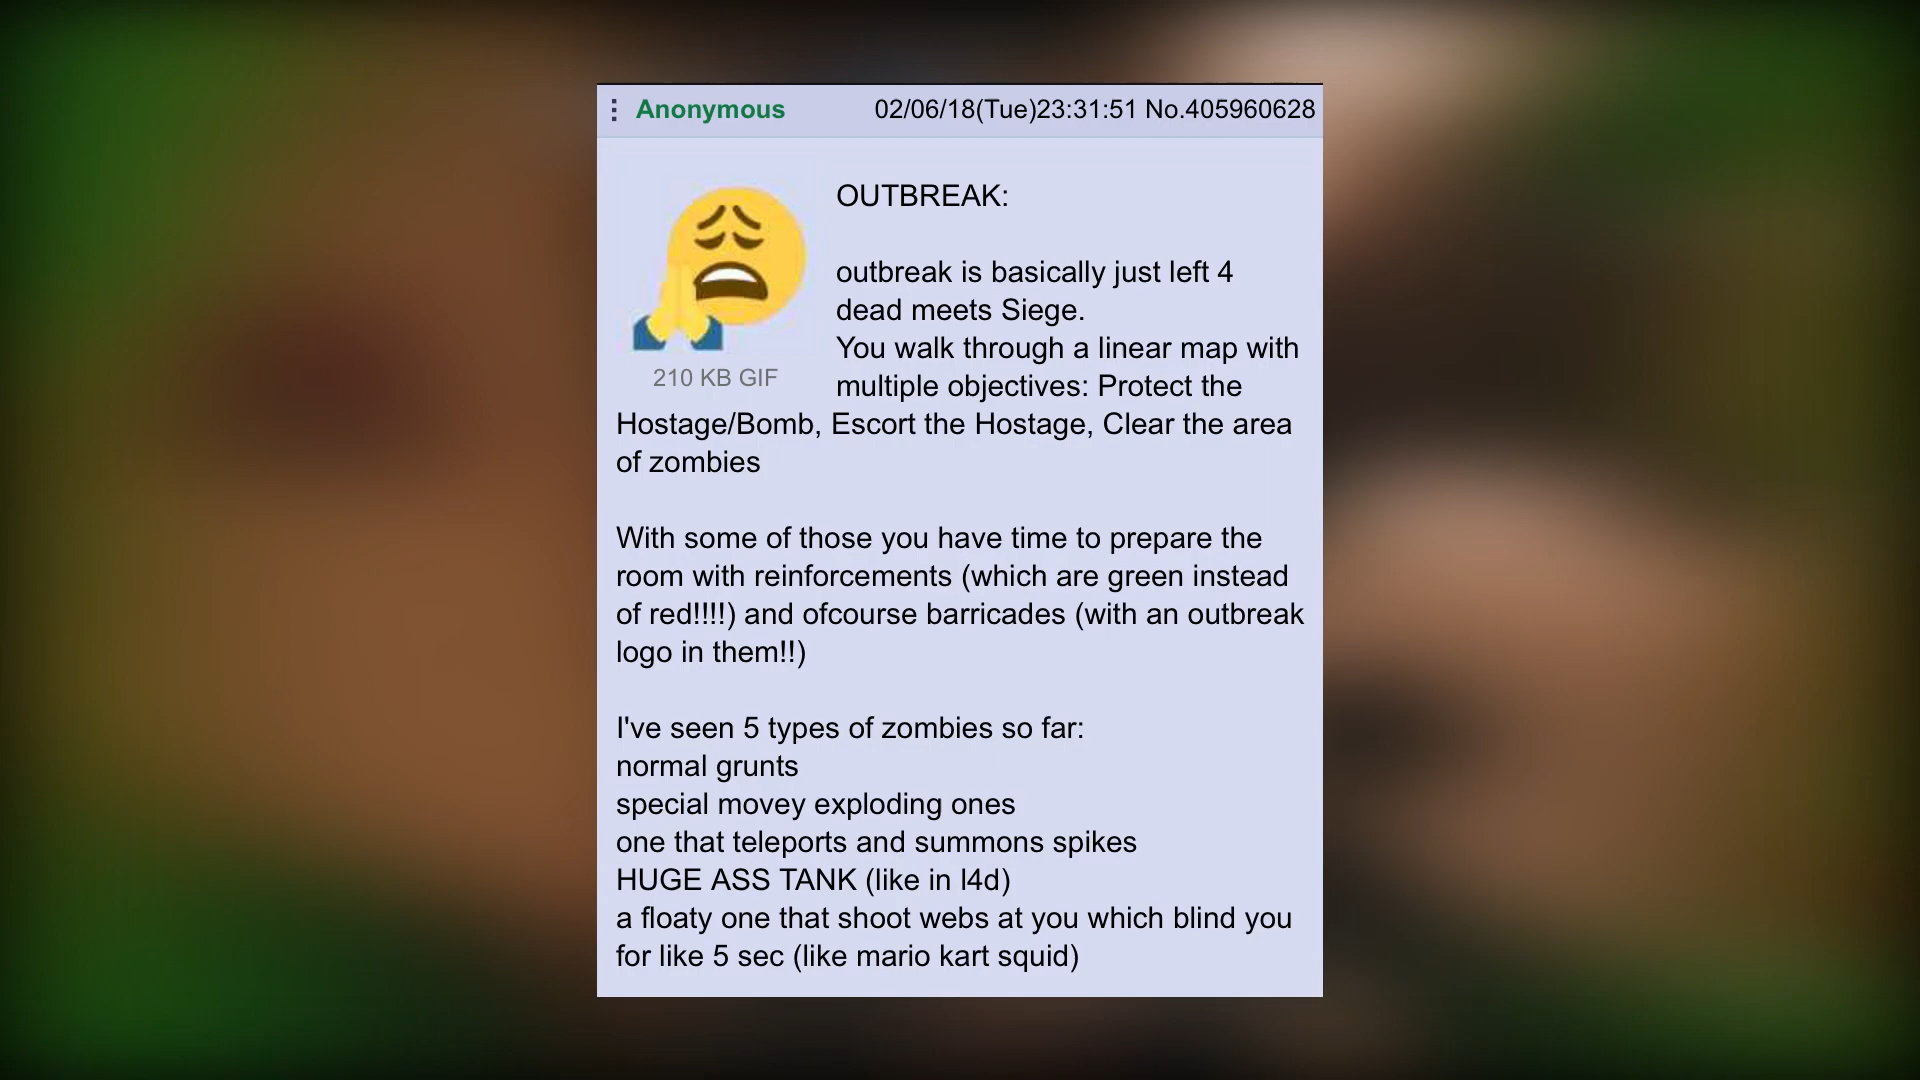 Anonymous 02/06/18(Tue)23:31:51 No.405960628
OUTBREAK:
outbreak is basically just left 4
dead meets Siege.
You walk through a linear map with
multiple objectives: Protect the
210 KB GIF
Hostage/Bomb, Escort the Hostage, Clear the area
of zombies
With some of those you have time to prepare the
room with reinforcements (which are green instead
of red!!!!) and ofcourse barricades (with an outbreak
logo in them!!)
I've seen 5 types of zombies so far:
normal grunts
special movey exploding ones
one that teleports and summons spikes
HUGE ASS TANK (like in l4d)
a floaty one that shoot webs at you which blind you
for like 5 sec (like mario kart squid)